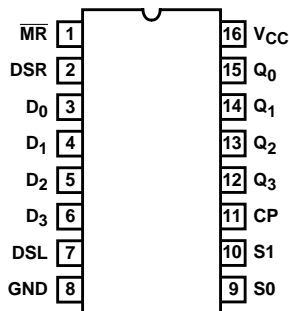 M̅R̅ 1 16 VCC
DSR 2 15 Q0
D0 3 14 Q1
D1 4 13 Q2
D2 5 12 Q3
D3 6 11 CP
DSL 7 10 S1
GND 8 9 S0